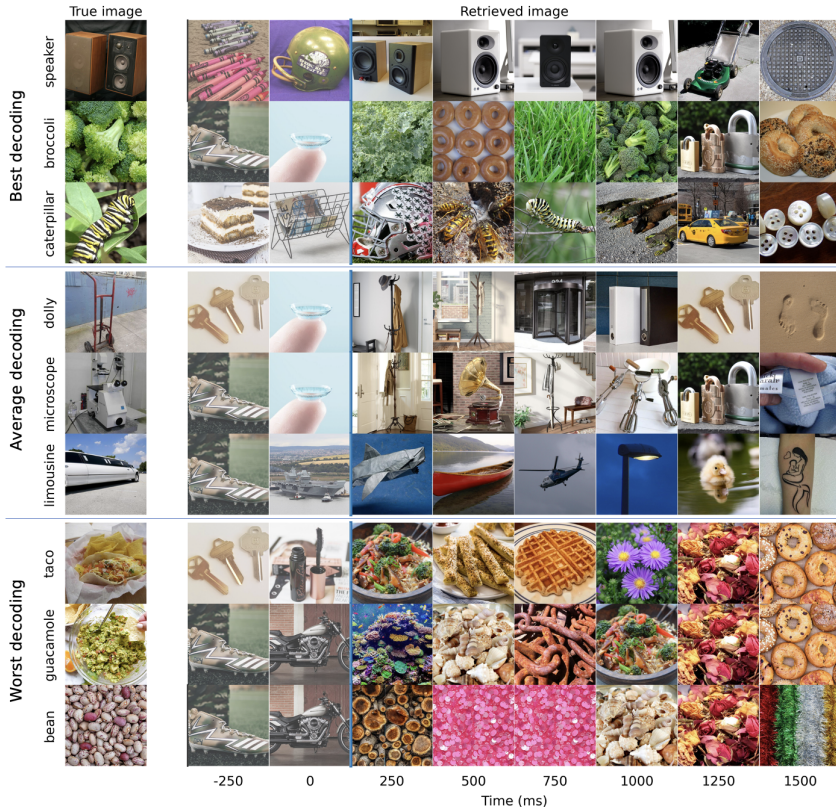 True image
Retrieved image
Best decoding
speaker
broccoli
caterpillar
Average decoding
dolly
microscope
limousine
Worst decoding
taco
guacamole
bean
-250
0
250
500
750
1000
1250
1500
Time (ms)